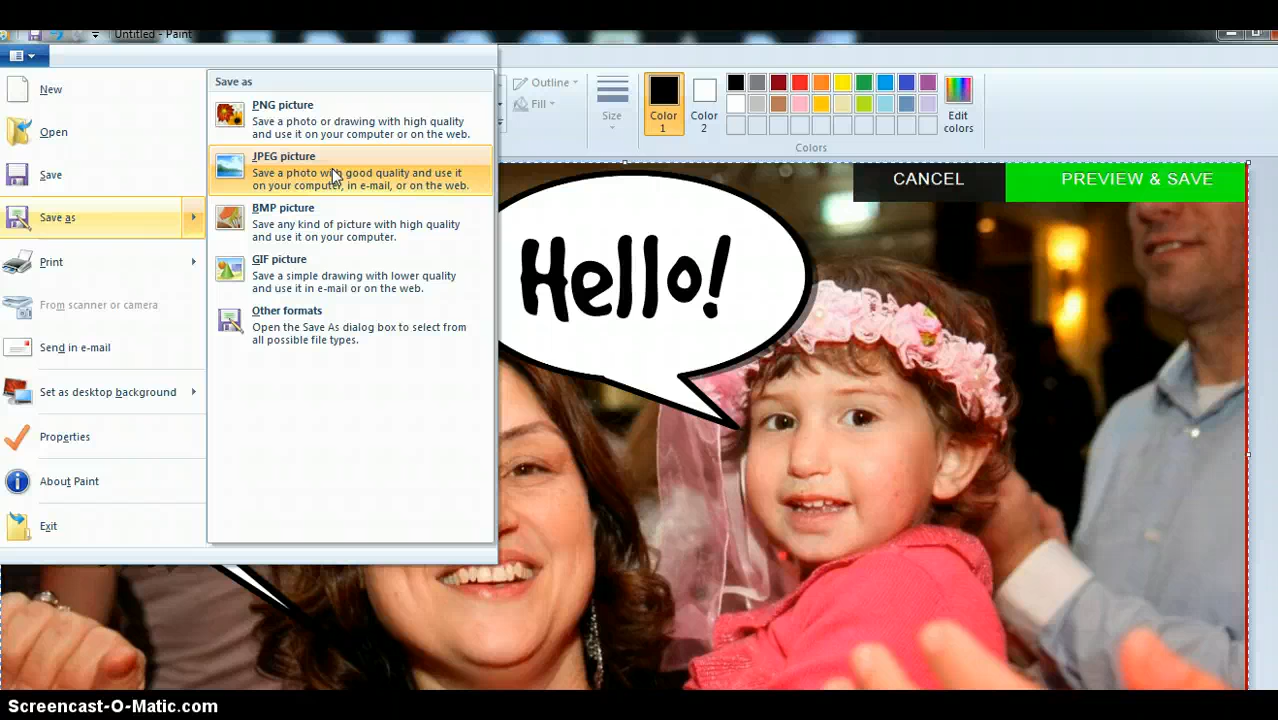 Untitled - Paint
New
Open
Save
Save as
Print
From scanner or camera
Send in e-mail
Set as desktop background
Properties
About Paint
Exit
Save as
PNG picture
Save a photo or drawing with high quality
and use it on your computer or on the web.
JPEG picture
Save a photo with good quality and use it
on your computer, in e-mail, or on the web.
BMP picture
Save any kind of picture with high quality
and use it on your computer.
GIF picture
Save a simple drawing with lower quality
and use it in e-mail or on the web.
Other formats
Open the Save As dialog box to select from
all possible file types.
Outline
Fill
Size
Color
1
Color
2
Edit
colors
Colors
CANCEL
PREVIEW & SAVE
Hello!
Screencast-O-Matic.com